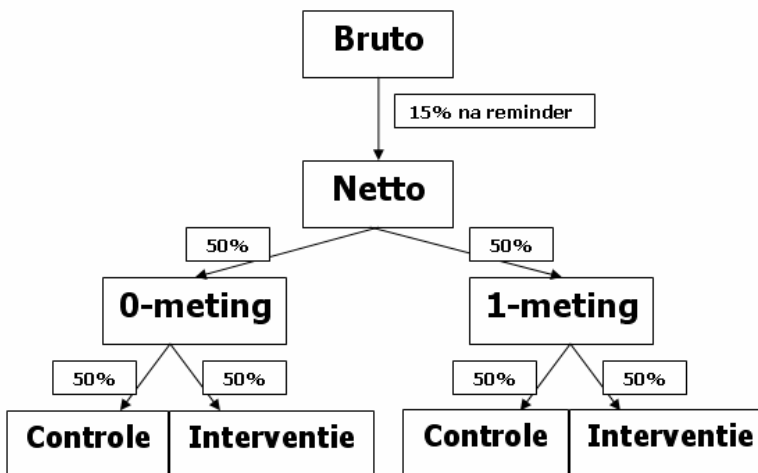 Bruto
15% na reminder
Netto
50% 50%
0-meting 1-meting
50% 50% 50% 50%
Controle Interventie Controle Interventie